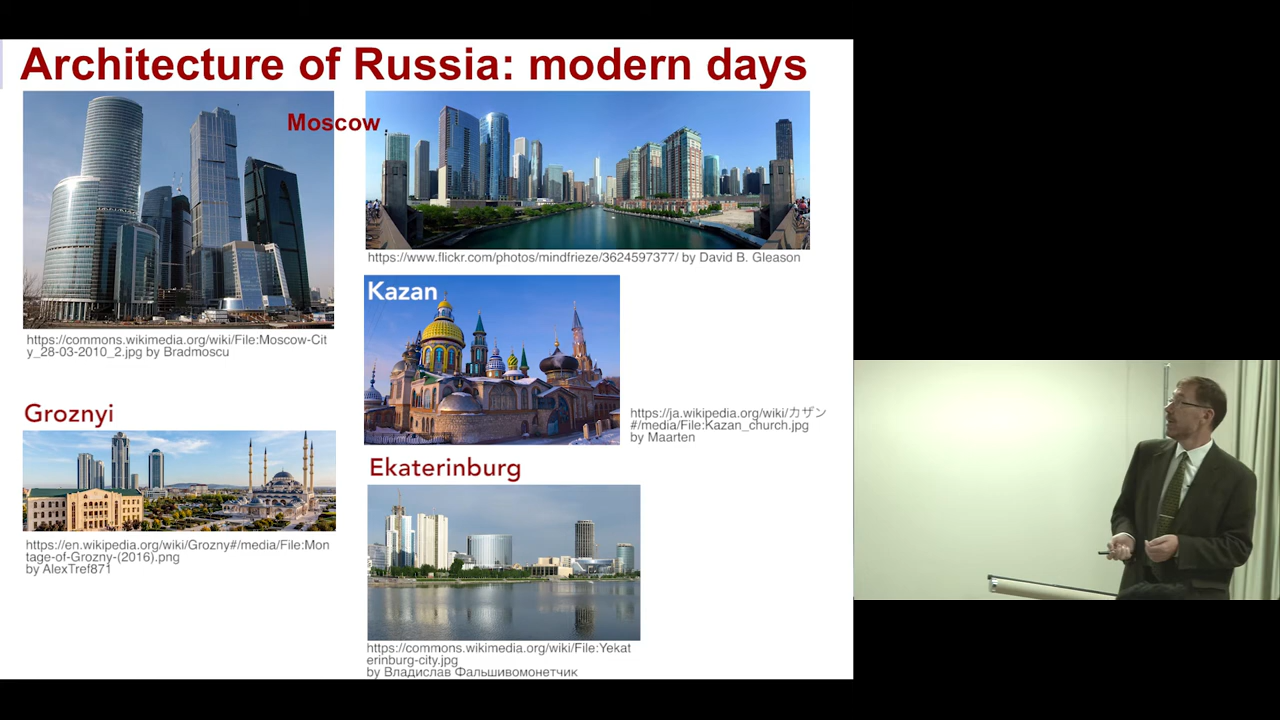 Architecture of Russia: modern days
Moscow
https://commons.wikimedia.org/wiki/File:Moscow-Cit
y_28-03-2010_2.jpg by Bradmoscu
https://www.flickr.com/photos/mindfrieze/3624597377/ by David B. Gleason
Kazan
https://ja.wikipedia.org/wiki/カザン
#/media/File:Kazan_church.jpg
by Maarten
Groznyi
https://en.wikipedia.org/wiki/Grozny#/media/File:Mon
tage-of-Grozny-(2016).png
by AlexTref871
Ekaterinburg
https://commons.wikimedia.org/wiki/File:Yekat
erinburg-city.jpg
by Владислав Фальшивомонетчик